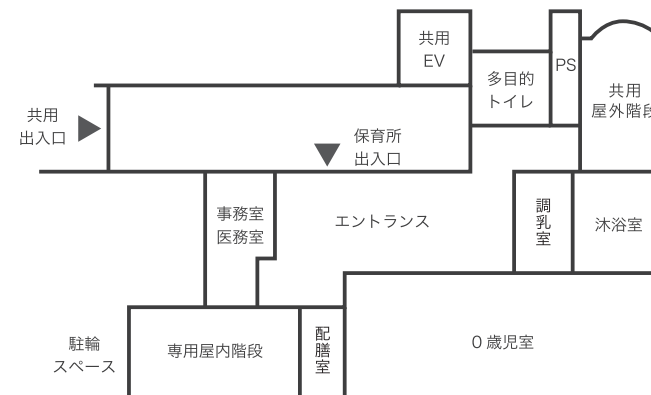 共用
EV
多目的
トイレ
PS
共用
屋外階段
共用
出入口
保育所
出入口
事務室
医務室
エントランス
調乳室
沐浴室
駐輪
スペース
専用屋内階段
配膳室
0歳児室